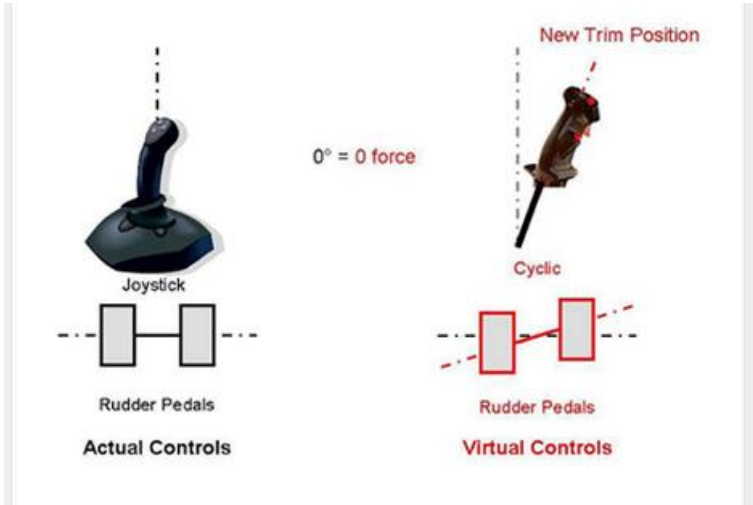 New Trim Position
0° = 0 force
Joystick
Cyclic
Rudder Pedals
Rudder Pedals
Actual Controls
Virtual Controls